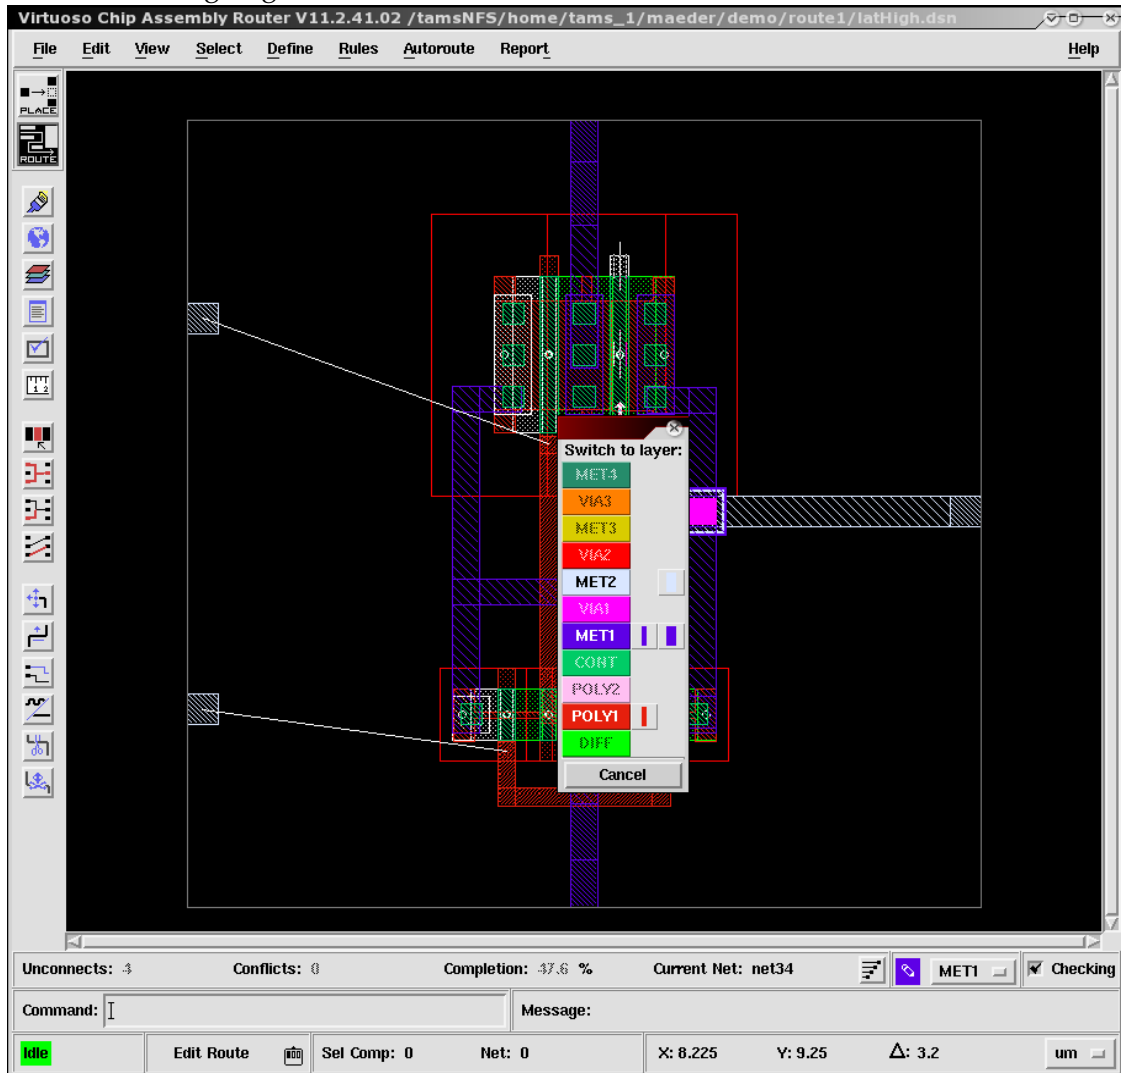 Virtuoso Chip Assembly Router V11.2.41.02 /tamsNFS/home/tams_1/maeder/demo/route1/latHigh.dsn
File Edit View Select Define Rules Autoroute Report Help
PLACE
ROUTE
1 2
Switch to layer:
MET4
VIA3
MET3
VIA2
MET2
VIA1
MET1
CONT
POLY2
POLY1
DIFF
Cancel
Unconnects: Conflicts: 0 Completion: 47.6 % Current Net: net34 MET1 Checking
Command: Message:
Idle Edit Route Sel Comp: 0 Net: 0 X: 8.225 Y: 9.25 Δ: 3.2 um